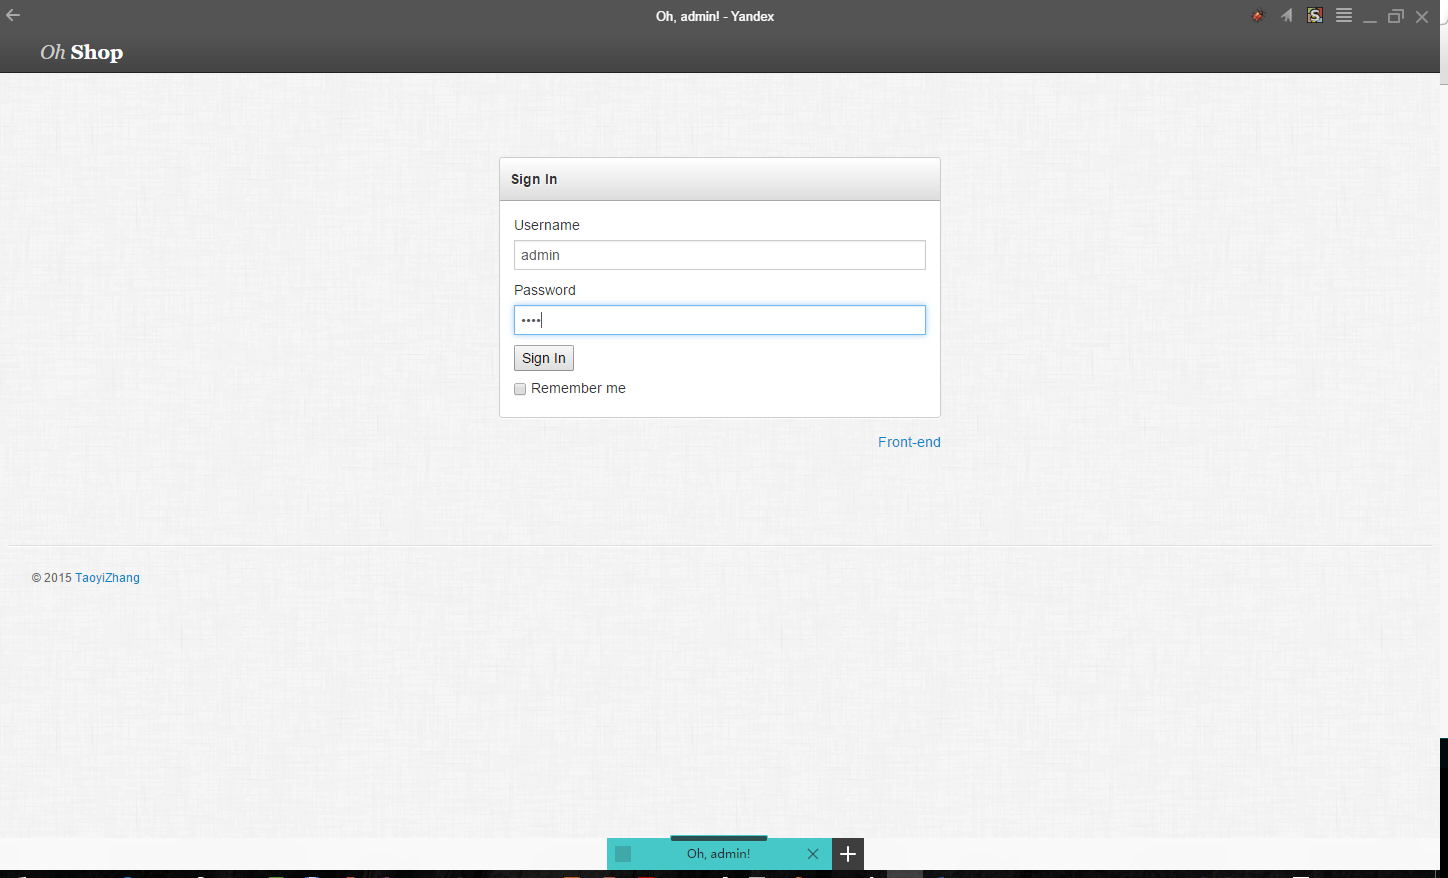 Oh, admin! - Yandex
Oh Shop
Sign In
Username
admin
Password
••••
Sign In
Remember me
Front-end
© 2015 TaoyiZhang
Oh, admin!